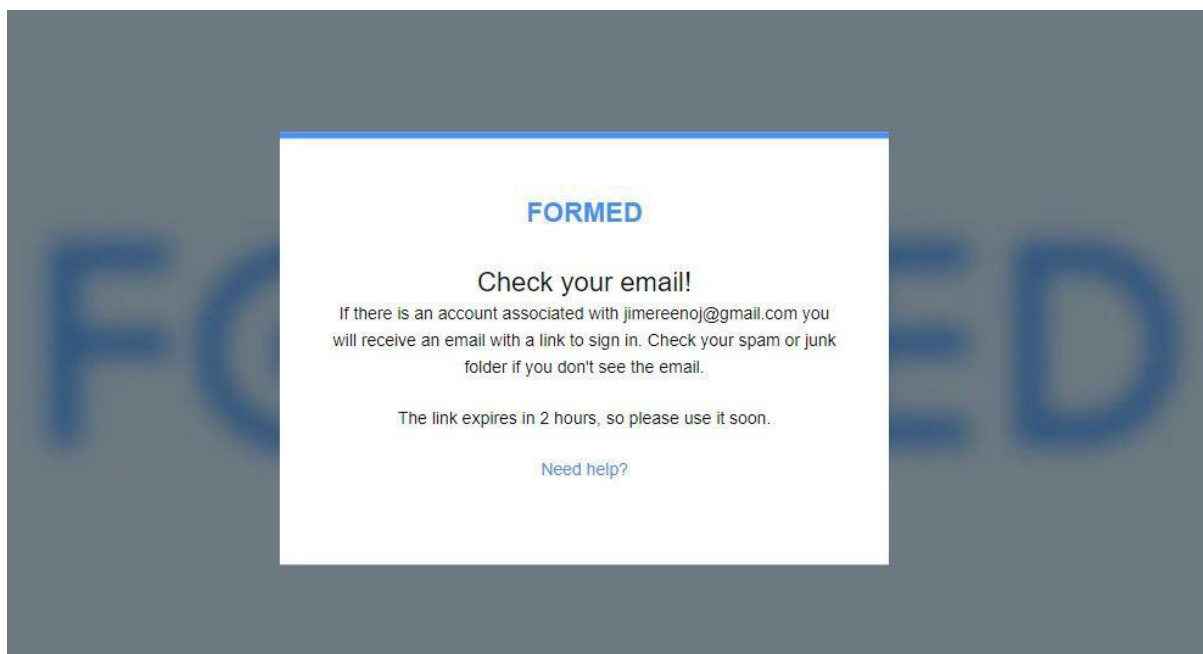 FORMED
Check your email!
If there is an account associated with jimereenoj@gmail.com you
will receive an email with a link to sign in. Check your spam or junk
folder if you don't see the email.
The link expires in 2 hours, so please use it soon.
Need help?